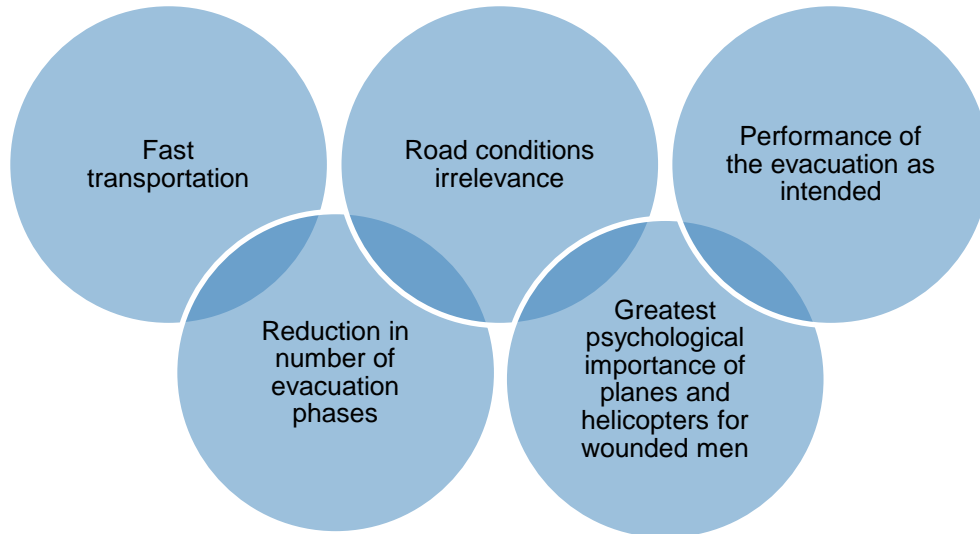 Fast
transportation
Road conditions
irrelevance
Performance of
the evacuation as
intended
Reduction in
number of
evacuation
phases
Greatest
psychological
importance of
planes and
helicopters for
wounded men